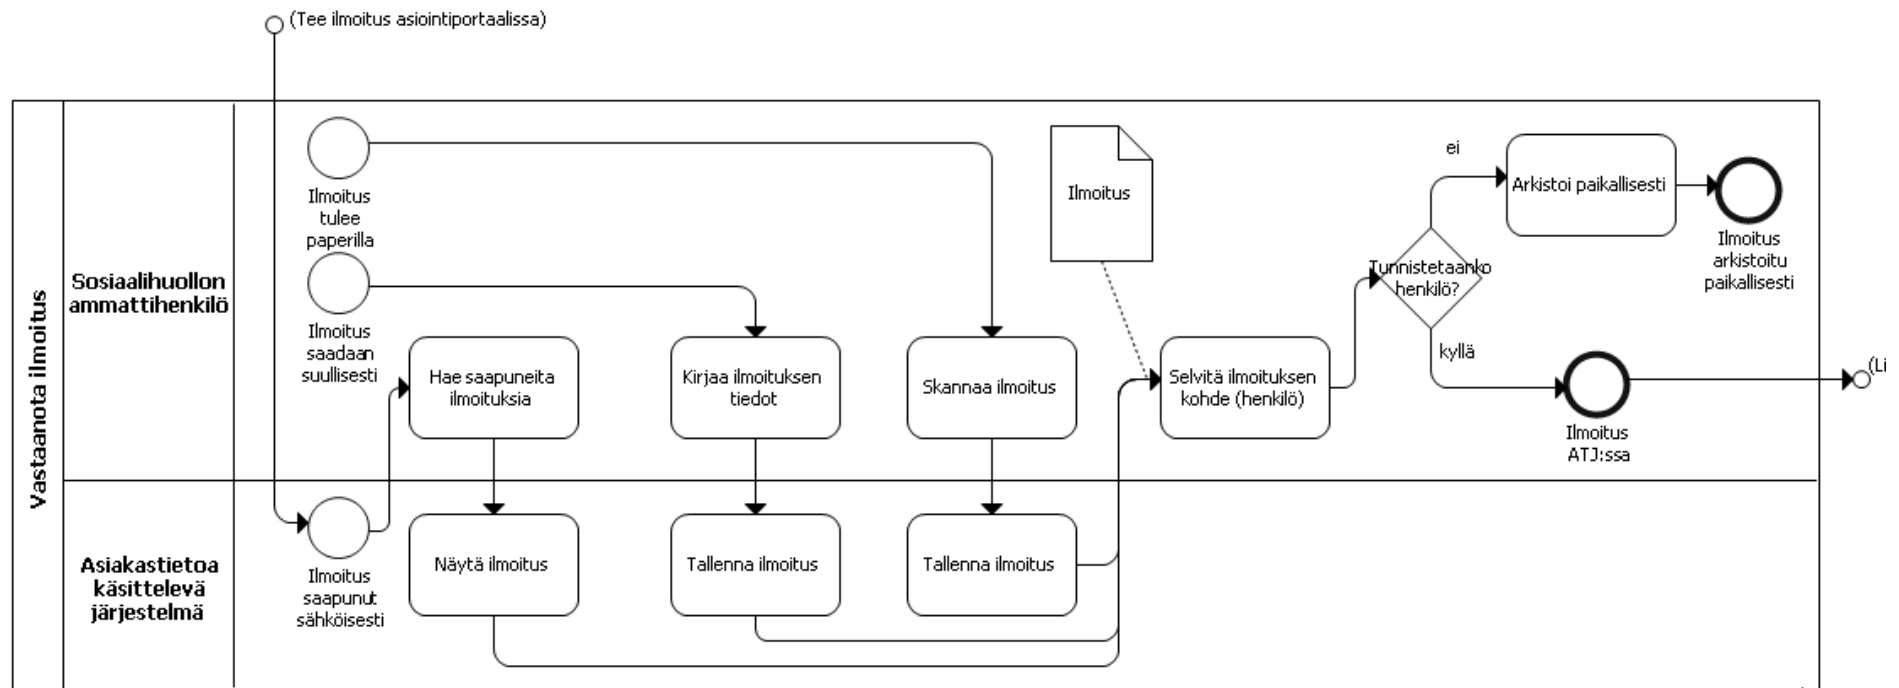 (Tee ilmoitus asiointiportaalissa)
Vastaanota ilmoitus
Sosiaalihuollon
ammattihenkilö
Ilmoitus
tulee
paperilla
Ilmoitus
saadaan
suullisesti
Hae saapuneita
ilmoituksia
Kirjaa ilmoituksen
tiedot
Skannaa ilmoitus
Ilmoitus
Selvitä ilmoituksen
kohde (henkilö)
Tunnistetaanko
henkilö?
ei
kyllä
Arkistoi paikallisesti
Ilmoitus
arkistoitu
paikallisesti
Ilmoitus
ATJ:ssa
(Li
Asiakastietoa
käsittelevä
järjestelmä
Ilmoitus
saapunut
sähköisesti
Näytä ilmoitus
Tallenna ilmoitus
Tallenna ilmoitus